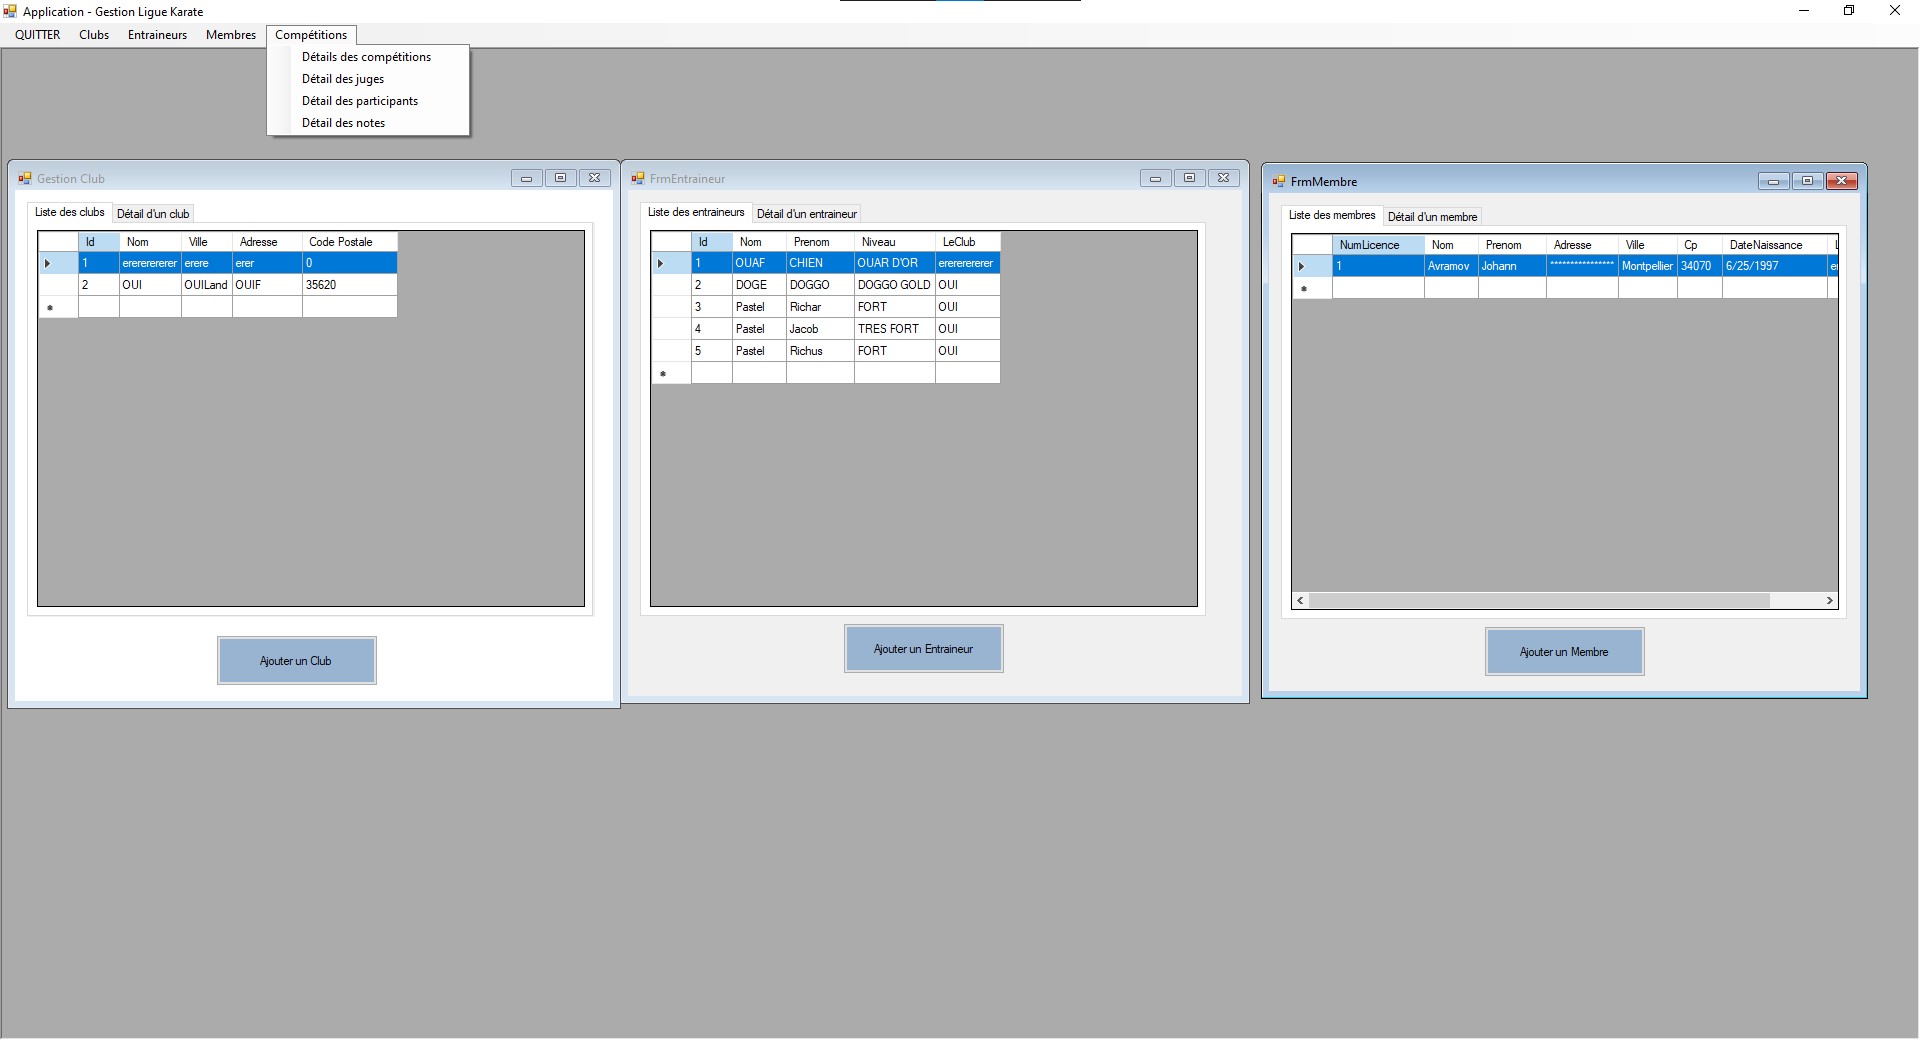 Application - Gestion Ligue Karate
QUITTER Clubs Entraineurs Membres Compétitions
Détails des compétitions
Détail des juges
Détail des participants
Détail des notes
Gestion Club
Liste des clubs Détail d'un club
Id Nom Ville Adresse Code Postale
1 erererererer erere erer 0
2 OUI OUILand OUIF 35620
Ajouter un Club
FrmEntraineur
Liste des entraineurs Détail d'un entraineur
Id Nom Prenom Niveau LeClub
1 OUAF CHIEN OUAR D'OR erererererer
2 DOGE DOGGO DOGGO GOLD OUI
3 Pastel Richar FORT OUI
4 Pastel Jacob TRES FORT OUI
5 Pastel Richus FORT OUI
Ajouter un Entraineur
FrmMembre
Liste des membres Détail d'un membre
NumLicence Nom Prenom Adresse Ville Cp DateNaissance L
1 Avramov Johann **************** Montpellier 34070 6/25/1997 er
Ajouter un Membre